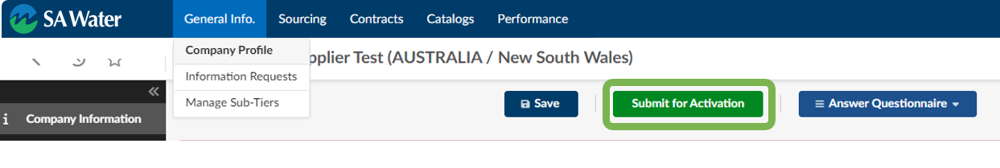 SA Water
General Info.
Sourcing
Contracts
Catalogs
Performance
Company Profile
Information Requests
Manage Sub-Tiers
pplier Test (AUSTRALIA / New South Wales)
Save
Submit for Activation
Answer Questionnaire
Company Information